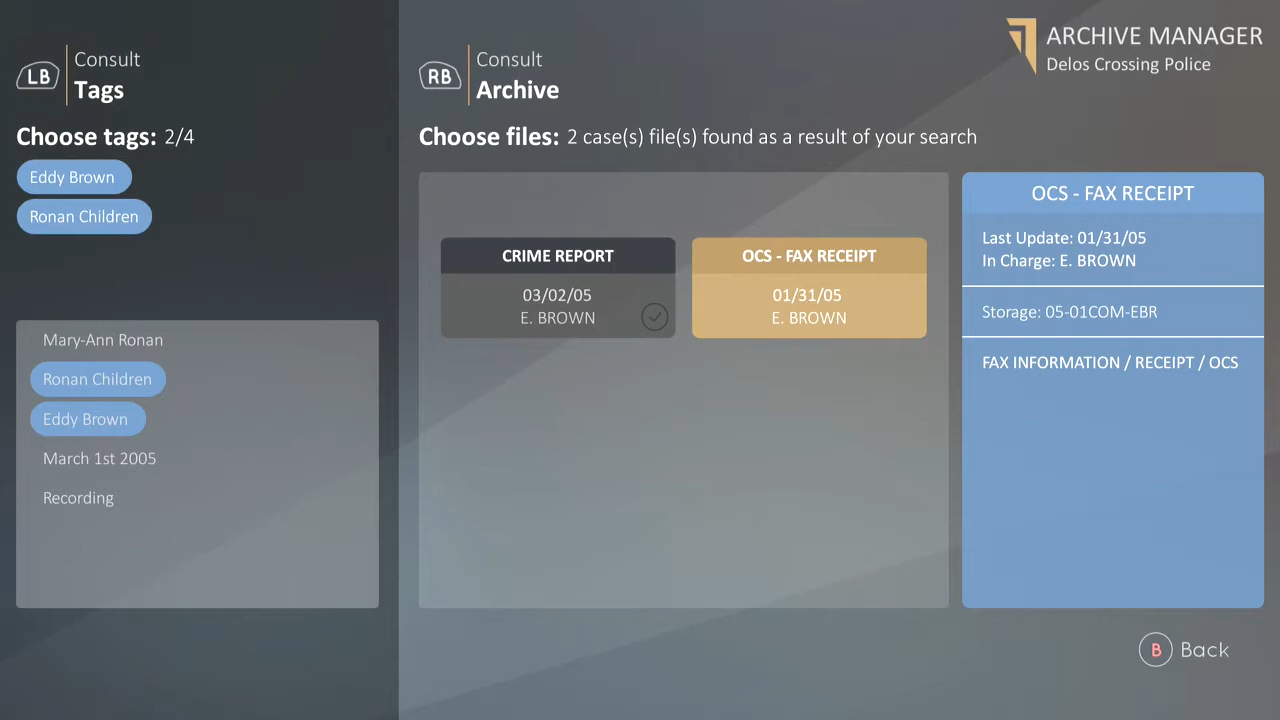 LB
Consult
Tags
Choose tags: 2/4
Eddy Brown
Ronan Children
Mary-Ann Ronan
Ronan Children
Eddy Brown
March 1st 2005
Recording
RB
Consult
Archive
ARCHIVE MANAGER
Delos Crossing Police
Choose files: 2 case(s) file(s) found as a result of your search
CRIME REPORT
03/02/05
E. BROWN
OCS - FAX RECEIPT
01/31/05
E. BROWN
OCS - FAX RECEIPT
Last Update: 01/31/05
In Charge: E. BROWN
Storage: 05-01COM-EBR
FAX INFORMATION / RECEIPT / OCS
B Back